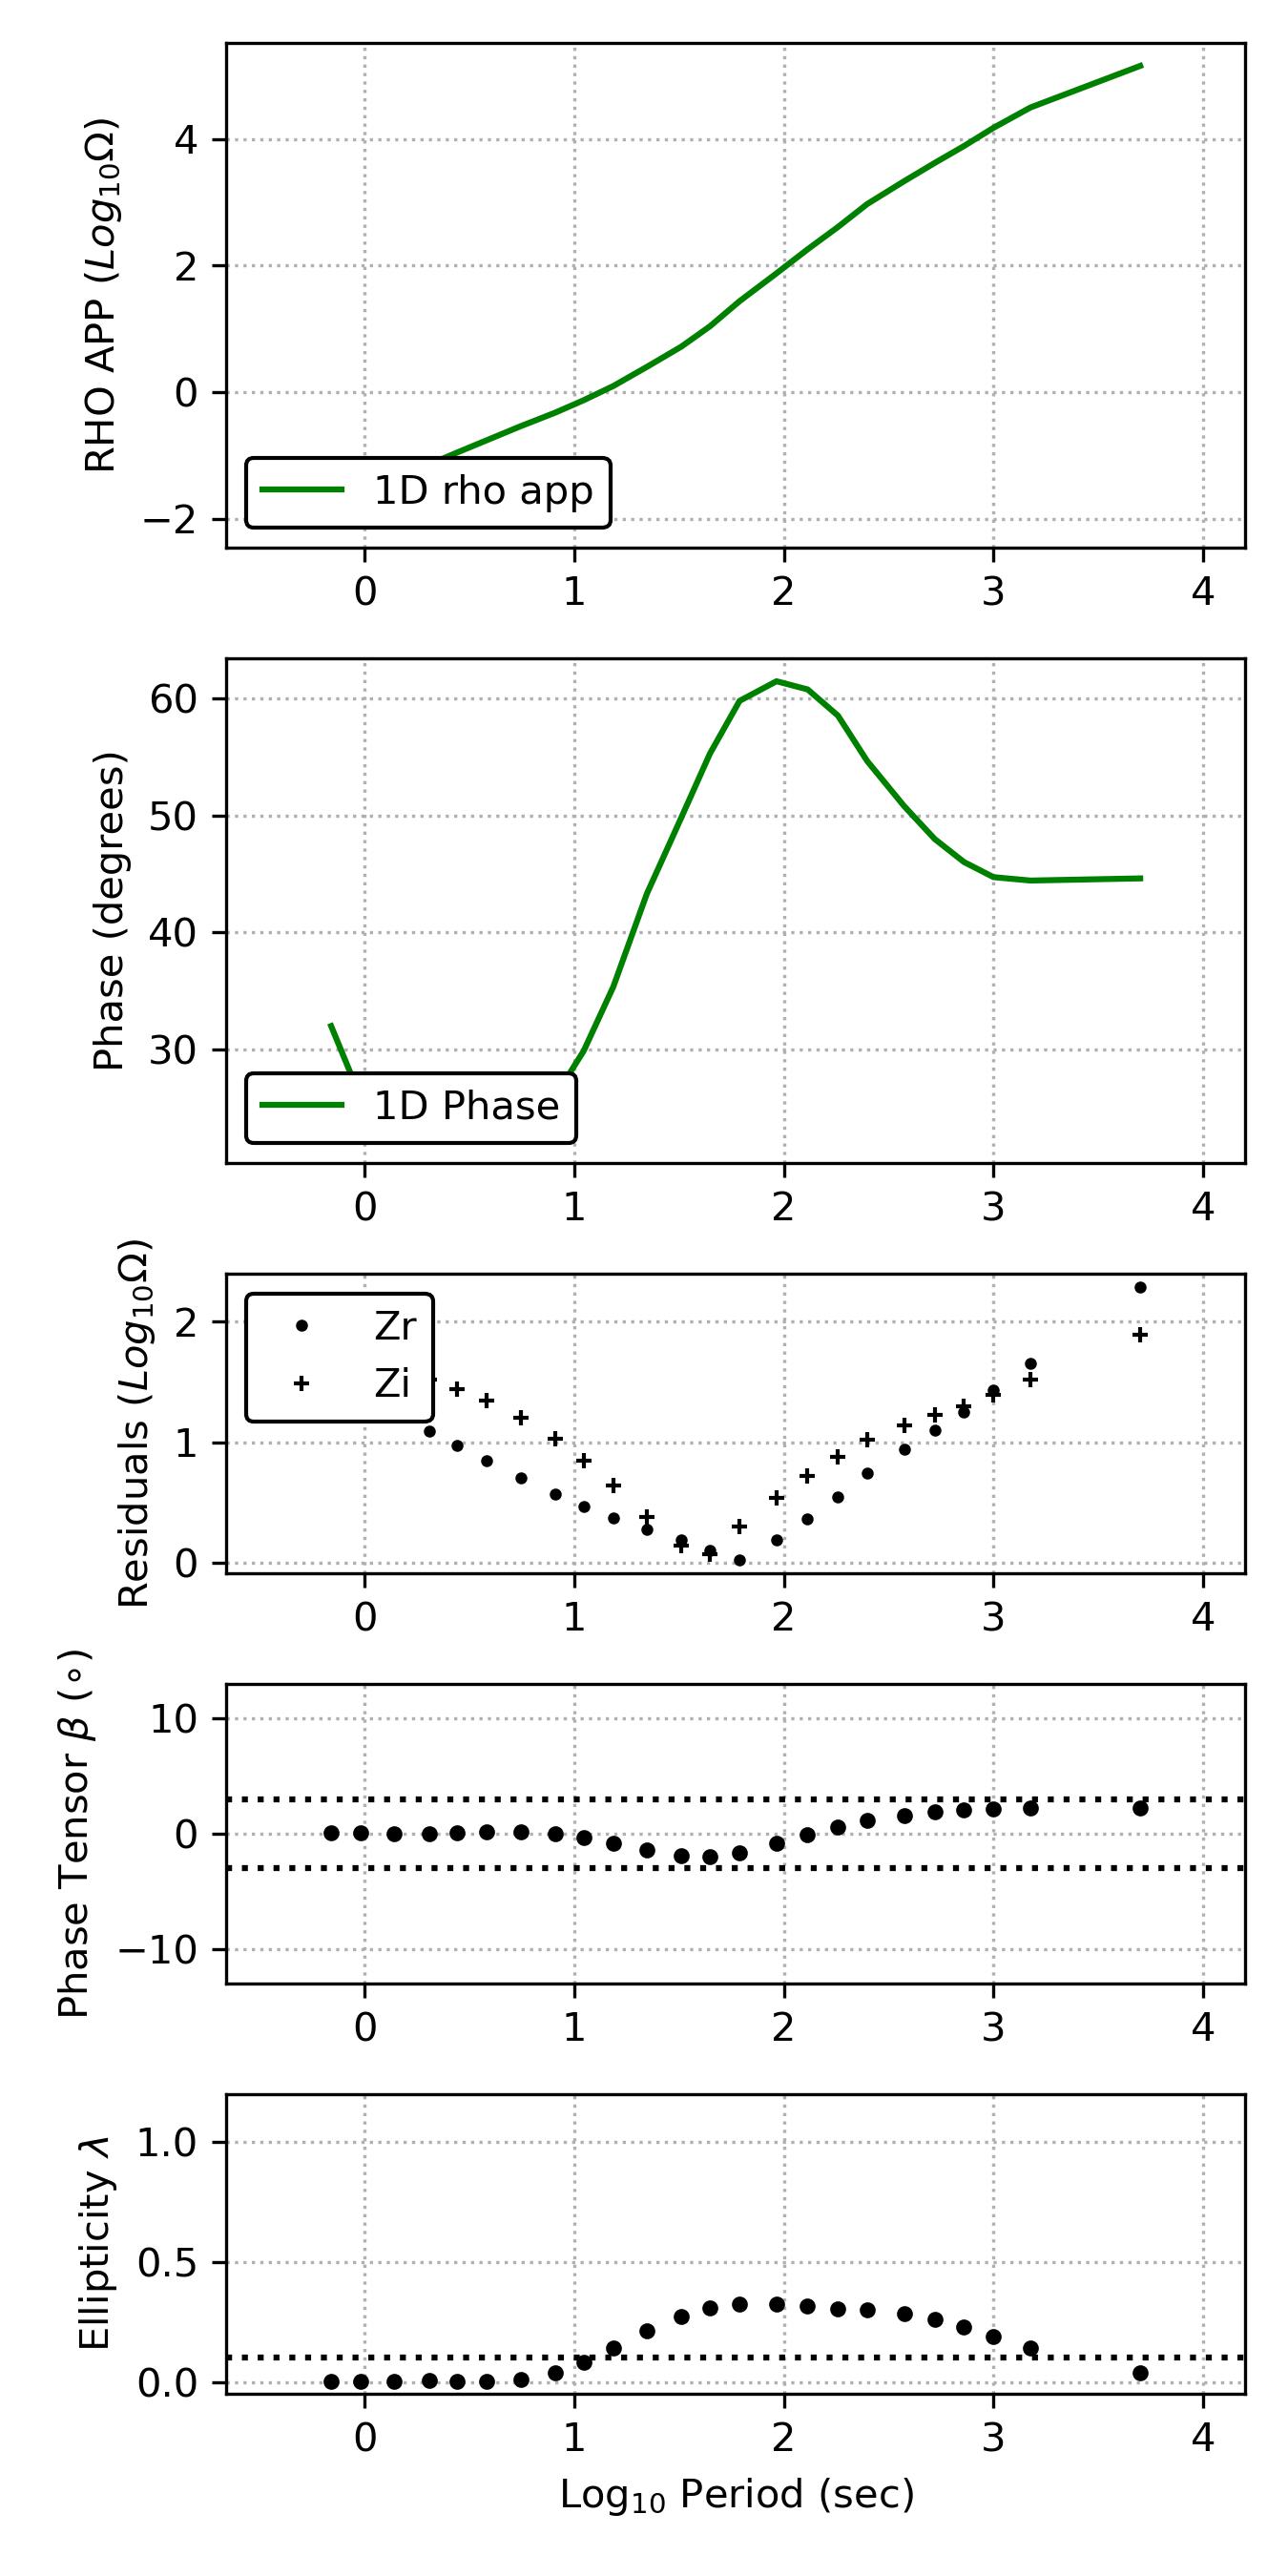 RHO APP (Log₁₀Ω)
4
2
0
−2
1D rho app
0 1 2 3 4
Phase (degrees)
60
50
40
30
1D Phase
0 1 2 3 4
Residuals (Log₁₀Ω)
2
1
0
Zr
Zi
0 1 2 3 4
Phase Tensor β (∘)
10
0
−10
0 1 2 3 4
Ellipticity λ
1.0
0.5
0.0
0 1 2 3 4
Log₁₀ Period (sec)